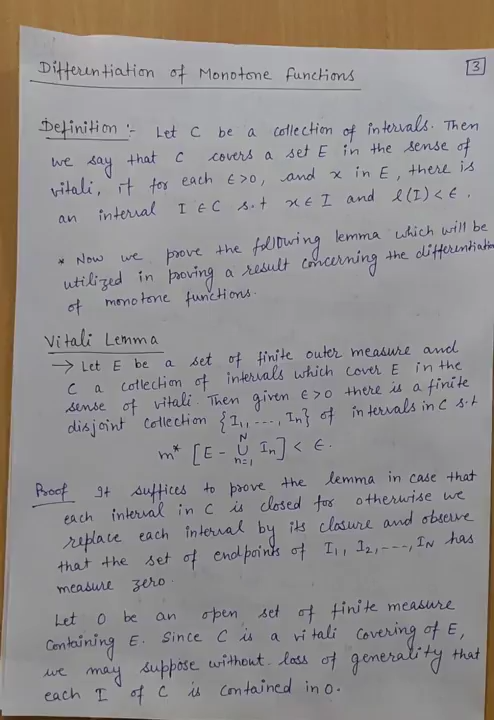 Differentiation of Monotone Functions
3
Definition :- Let C be a collection of intervals. Then
we say that C covers a set E in the sense of
vitali, if for each ϵ>0, and x in E, there is
an interval I ∈ C s.t x ∈ I and l(I) < ϵ.
* Now we prove the following lemma which will be
utilized in proving a result concerning the differentiation
of monotone functions.
Vitali Lemma
→ Let E be a set of finite outer measure and
C a collection of intervals which cover E in the
sense of vitali. Then given ϵ>0 there is a finite
disjoint collection {I₁, ---, Iₙ} of intervals in C s.t
m* [E - ⋃ₙ₌₁ᴺ Iₙ] < ϵ.
Proof It suffices to prove the lemma in case that
each interval in C is closed for otherwise we
replace each interval by its closure and observe
that the set of endpoints of I₁, I₂, ---, I_N has
measure zero.
Let O be an open set of finite measure
containing E. Since C is a vitali covering of E,
we may suppose without loss of generality that
each I of C is contained in O.